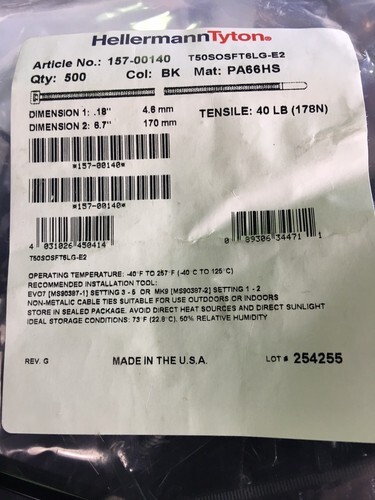 HellermannTyton
Article No.: 157-00140 T50SOSFT6LG-E2
Qty: 500 Col: BK Mat: PA66HS
DIMENSION 1: .18" 4.6 mm TENSILE: 40 LB (178N)
DIMENSION 2: 6.7" 170 mm
*157-00140*
*157-00140*
4 031026 450414
0 89306 34471 1
T50SOSFT6LG-E2
OPERATING TEMPERATURE: -40°F TO 257°F (-40°C TO 125°C)
RECOMMENDED INSTALLATION TOOL:
EVO7 [MS90387-1] SETTING 3 - 5 OR MK9 [MS90387-2] SETTING 1 - 2
NON-METALLIC CABLE TIES SUITABLE FOR USE OUTDOORS OR INDOORS
STORE IN SEALED PACKAGE. AVOID DIRECT HEAT SOURCES AND DIRECT SUNLIGHT
IDEAL STORAGE CONDITIONS: 73°F (22.8°C), 50% RELATIVE HUMIDITY
REV. G MADE IN THE U.S.A. LOT # 254255